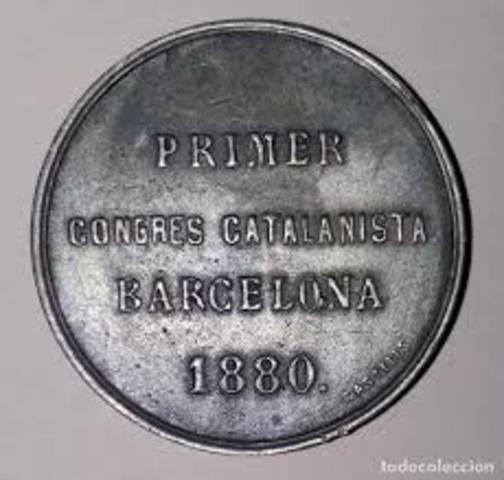 PRIMER
CONGRES CATALANISTA
BARCELONA
1880.
todocoleccion